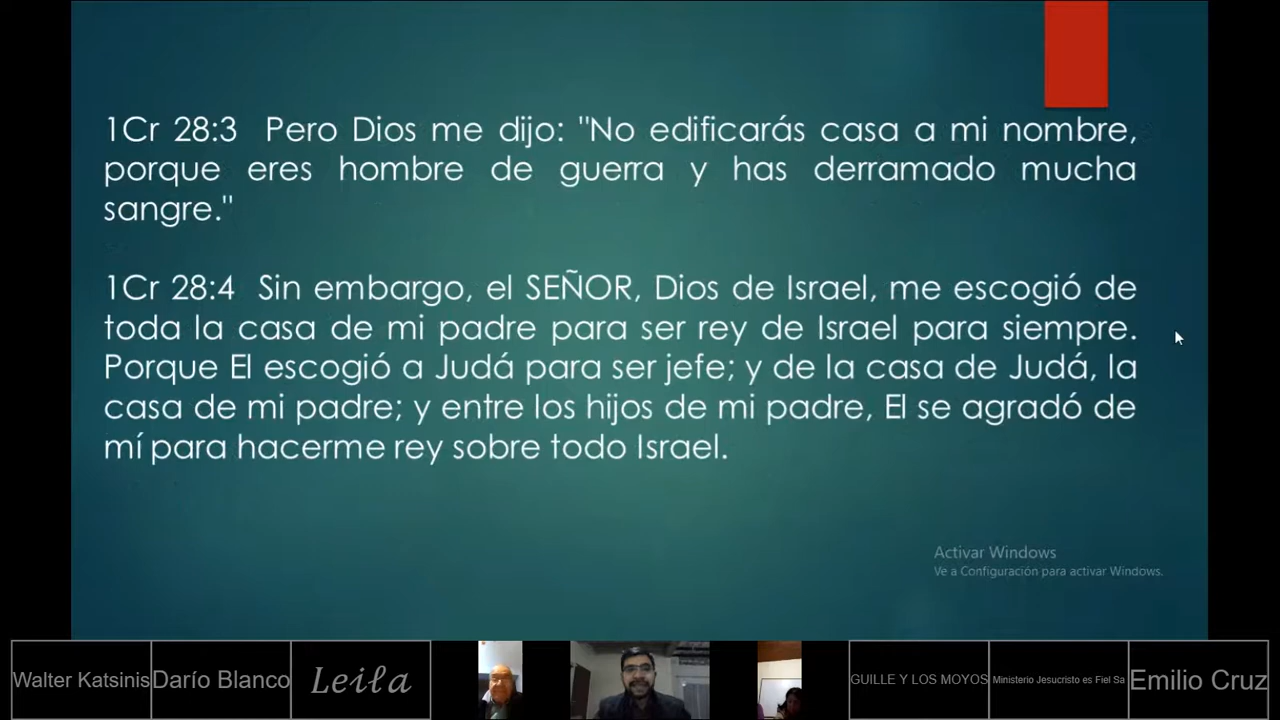 1Cr 28:3 Pero Dios me dijo: "No edificarás casa a mi nombre,
porque eres hombre de guerra y has derramado mucha
sangre."
1Cr 28:4 Sin embargo, el SEÑOR, Dios de Israel, me escogió de
toda la casa de mi padre para ser rey de Israel para siempre.
Porque El escogió a Judá para ser jefe; y de la casa de Judá, la
casa de mi padre; y entre los hijos de mi padre, El se agradó de
mí para hacerme rey sobre todo Israel.
Activar Windows
Ve a Configuración para activar Windows.
Walter Katsinis
Darío Blanco
Leila
GUILLE Y LOS MOYOS
Ministerio Jesucristo es Fiel Sa
Emilio Cruz